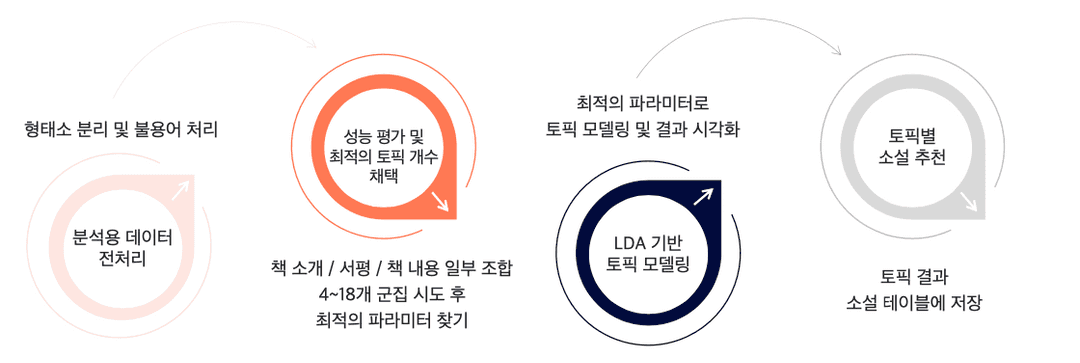 형태소 분리 및 불용어 처리
분석용 데이터
전처리
성능 평가 및
최적의 토픽 개수
채택
책 소개 / 서평 / 책 내용 일부 조합
4~18개 군집 시도 후
최적의 파라미터 찾기
최적의 파라미터로
토픽 모델링 및 결과 시각화
LDA 기반
토픽 모델링
토픽별
소설 추천
토픽 결과
소설 테이블에 저장